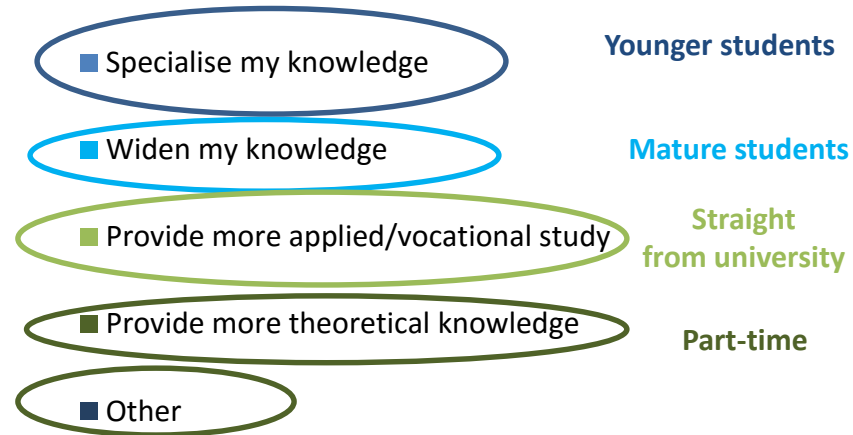 Younger students
Specialise my knowledge
Widen my knowledge
Mature students
Straight
from university
Provide more applied/vocational study
Provide more theoretical knowledge
Part-time
Other